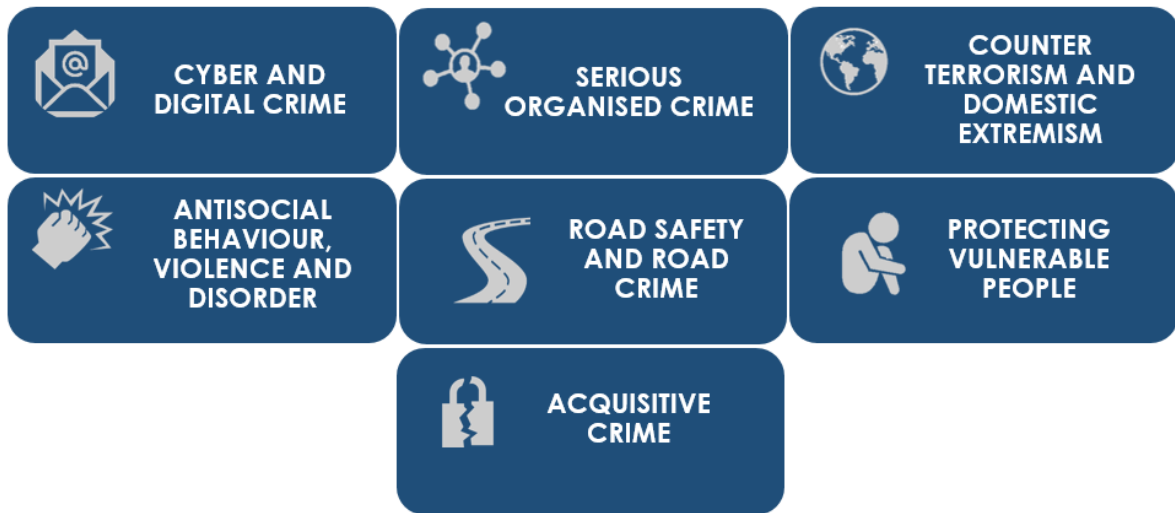 CYBER AND
DIGITAL CRIME
SERIOUS
ORGANISED CRIME
COUNTER
TERRORISM AND
DOMESTIC
EXTREMISM
ANTISOCIAL
BEHAVIOUR,
VIOLENCE AND
DISORDER
ROAD SAFETY
AND ROAD
CRIME
PROTECTING
VULNERABLE
PEOPLE
ACQUISITIVE
CRIME